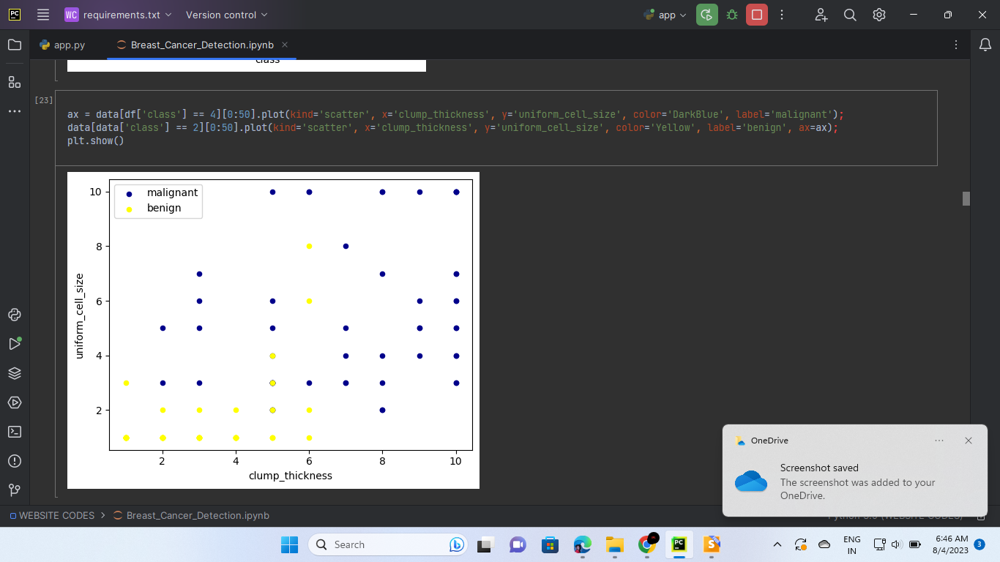 PC
WC requirements.txt Version control app
app.py Breast_Cancer_Detection.ipynb
class
[23]
ax = data[df['class'] == 4][0:50].plot(kind='scatter', x='clump_thickness', y='uniform_cell_size', color='DarkBlue', label='malignant');
data[data['class'] == 2][0:50].plot(kind='scatter', x='clump_thickness', y='uniform_cell_size', color='Yellow', label='benign', ax=ax);
plt.show()
malignant
benign
10
8
6
4
2
uniform_cell_size
2 4 6 8 10
clump_thickness
OneDrive
Screenshot saved
The screenshot was added to your
OneDrive.
WEBSITE CODES > Breast_Cancer_Detection.ipynb
Search
PC
S
ENG
IN
6:46 AM
8/4/2023
3